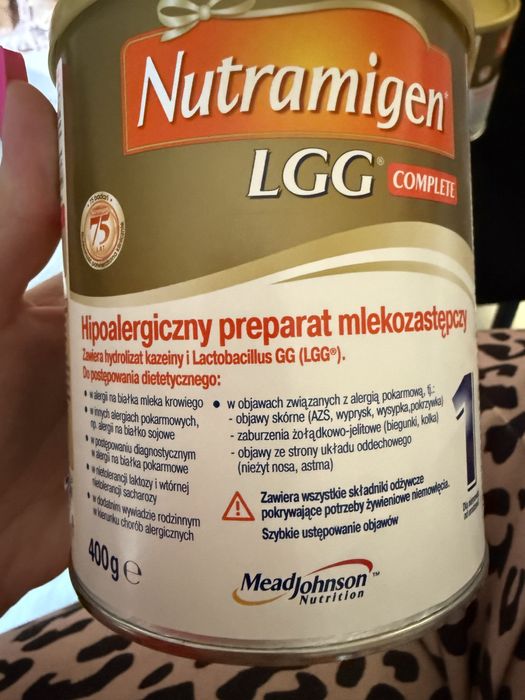 Nutramigen
LGG® COMPLETE
75
LAT
Hipoalergiczny preparat mlekozastępczy
Zawiera hydrolizat kazeiny i Lactobacillus GG (LGG®).
Do postępowania dietetycznego:
• w alergii na białka mleka krowiego
• w innych alergiach pokarmowych,
np. alergii na białko sojowe
• w postępowaniu diagnostycznym
w alergii na białka pokarmowe
• w nietolerancji laktozy i wtórnej
nietolerancji sacharozy
• w dodatnim wywiadzie rodzinnym
w kierunku chorób alergicznych
• w objawach związanych z alergią pokarmową, tj.:
- objawy skórne (AZS, wyprysk, wysypka, pokrzywka)
- zaburzenia żołądkowo-jelitowe (biegunki, kolka)
- objawy ze strony układu oddechowego
(nieżyt nosa, astma)
1
Zawiera wszystkie składniki odżywcze
pokrywające potrzeby żywieniowe niemowlęcia.
Szybkie ustępowanie objawów
400g e
MeadJohnson™
Nutrition